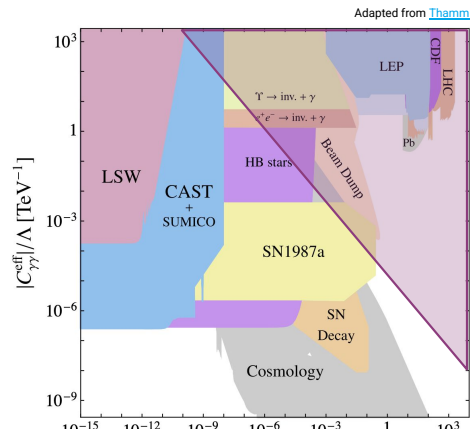 Adapted from Thamm
10³
LEP
CDF
LHC
Υ → inv. + γ
e⁺e⁻ → inv. + γ
1
Pb
HB stars
Beam Dump
LSW
CAST
+
SUMICO
|C_γγ^eff|/Λ [TeV⁻¹]
10⁻³
SN1987a
10⁻⁶
SN
Decay
Cosmology
10⁻⁹
10⁻¹⁵ 10⁻¹² 10⁻⁹ 10⁻⁶ 10⁻³ 1 10³